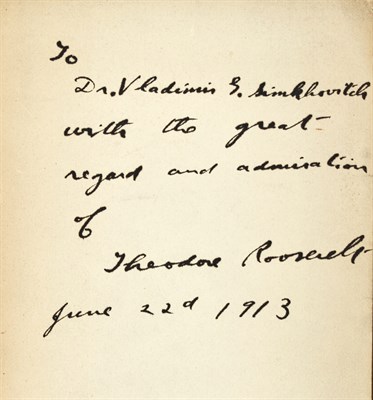 To
Dr. Vladimir G. Simkhovitch
with the great
regard and admiration
of
Theodore Roosevelt
June 22d 1913